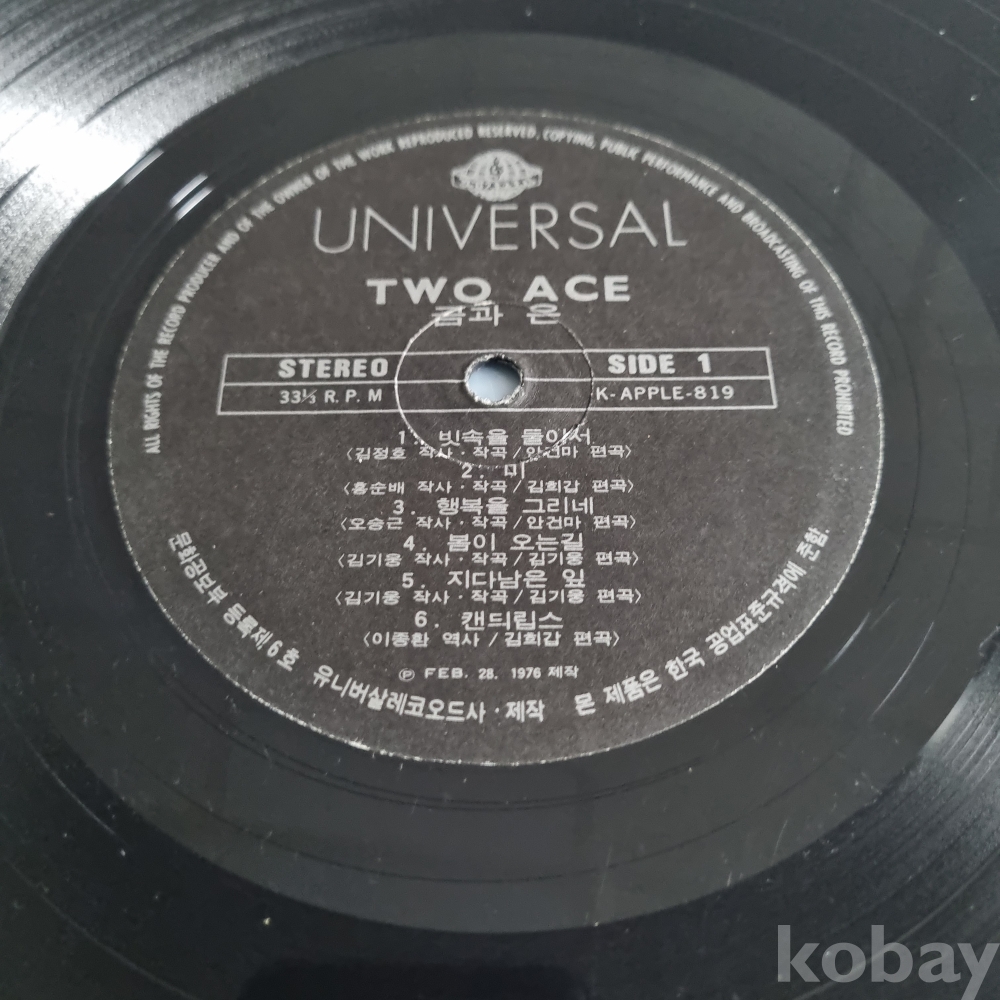 ALL RIGHTS OF THE RECORD PRODUCER AND OF THE OWNER OF THE WORK REPRODUCED RESERVED. COPYING, PUBLIC PERFORMANCE AND BROADCASTING OF THIS RECORD PROHIBITED
UNIVERSAL
TWO ACE
금과 은
STEREO SIDE 1
33⅓ R.P.M K-APPLE-819
1. 빗속을 돌아서
〈김정호 작사·작곡/안건마 편곡〉
2. 미
〈홍순배 작사·작곡/김희갑 편곡〉
3. 행복을 그리네
〈오승근 작사·작곡/안건마 편곡〉
4. 봄이 오는길
〈김기웅 작사·작곡/김기웅 편곡〉
5. 지다남은 잎
〈김기웅 작사·작곡/김기웅 편곡〉
6. 캔듸립스
〈이종환 역사/김희갑 편곡〉
Ⓟ FEB. 28. 1976 제작
문화공보부 등록제/6호 유니버살레코오드사·제작 본 제품은 한국 공업표준규격에 준함.
kobay